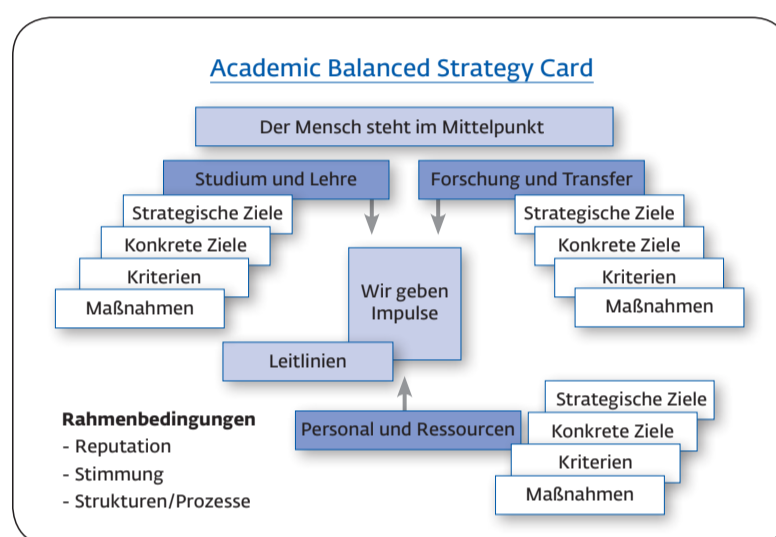 Academic Balanced Strategy Card
Der Mensch steht im Mittelpunkt
Studium und Lehre
Strategische Ziele
Konkrete Ziele
Kriterien
Maßnahmen
Forschung und Transfer
Strategische Ziele
Konkrete Ziele
Kriterien
Maßnahmen
Wir geben
Impulse
Leitlinien
Personal und Ressourcen
Strategische Ziele
Konkrete Ziele
Kriterien
Maßnahmen
Rahmenbedingungen
- Reputation
- Stimmung
- Strukturen/Prozesse